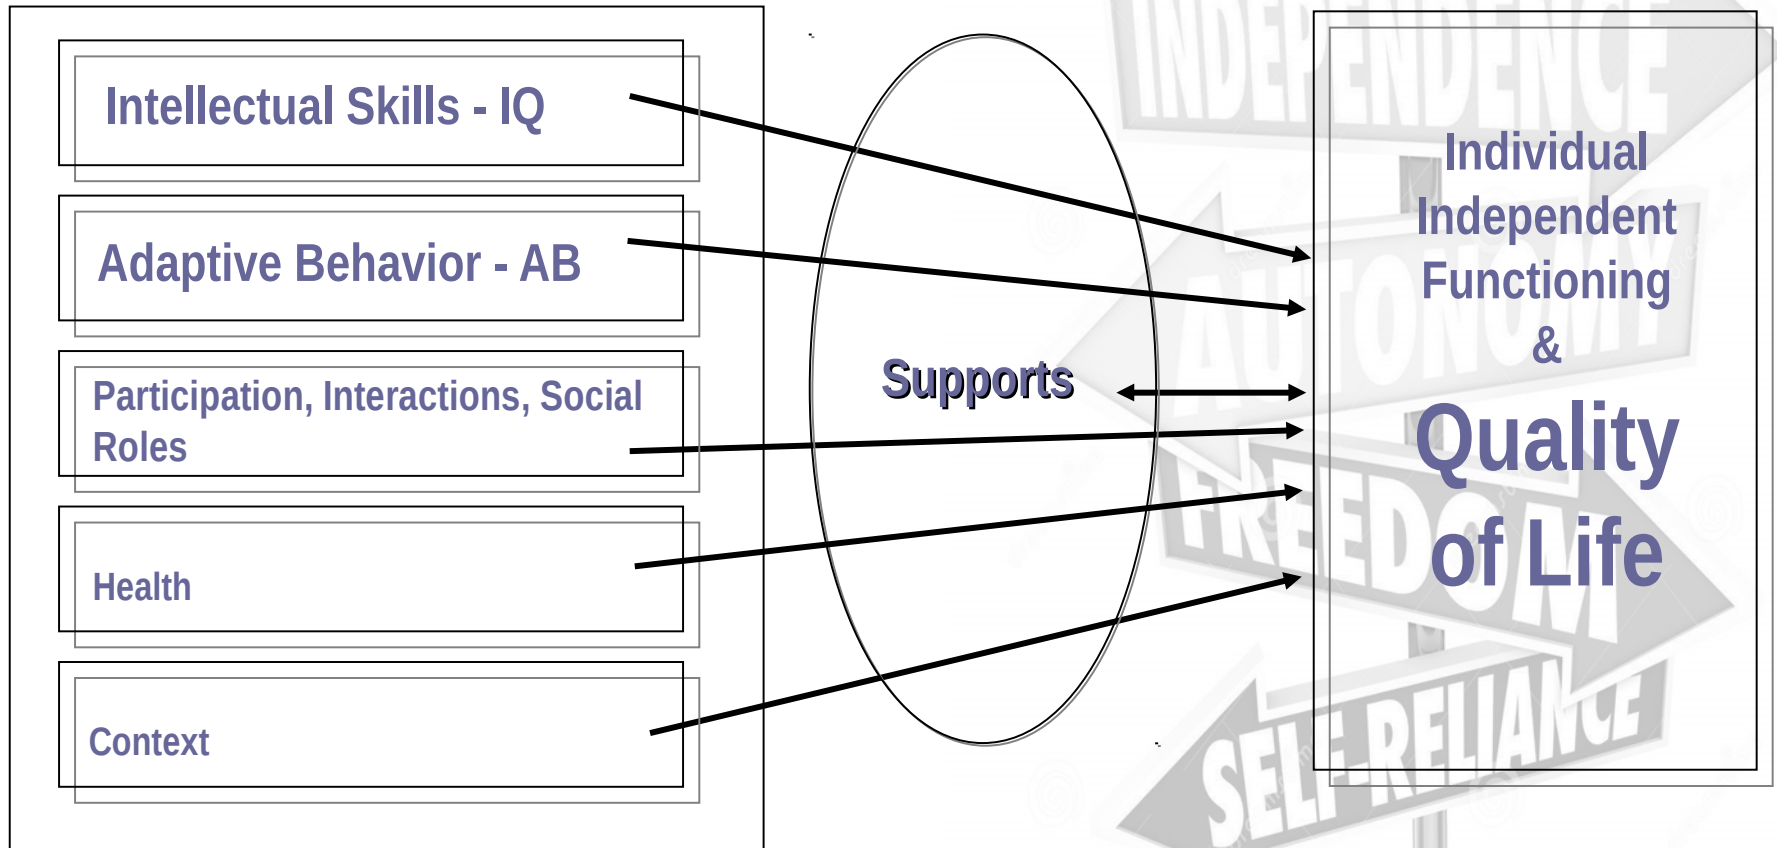 Intellectual Skills - IQ
Adaptive Behavior - AB
Participation, Interactions, Social
Roles
Health
Context
Supports
Individual
Independent
Functioning
&
Quality
of Life
INDEPENDENCE
AUTONOMY
FREEDOM
SELF-RELIANCE